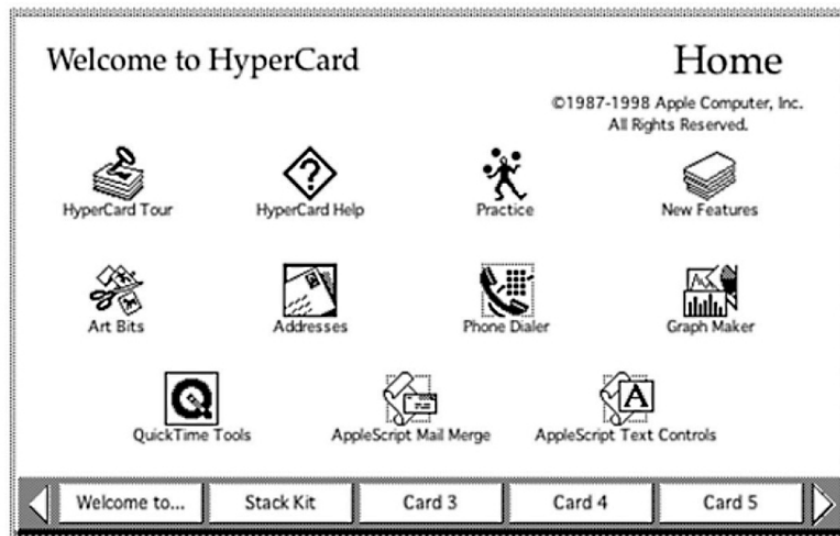 Welcome to HyperCard
Home
©1987-1998 Apple Computer, Inc.
All Rights Reserved.
HyperCard Tour
HyperCard Help
Practice
New Features
Art Bits
Addresses
Phone Dialer
Graph Maker
QuickTime Tools
AppleScript Mail Merge
AppleScript Text Controls
Welcome to...
Stack Kit
Card 3
Card 4
Card 5